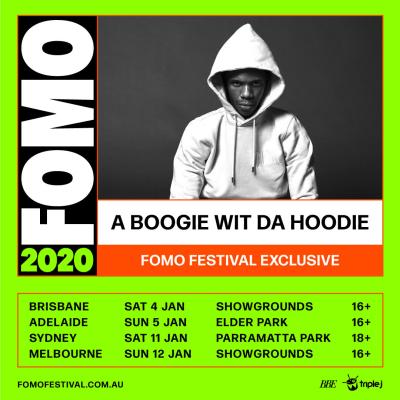 FOMO
2020
A BOOGIE WIT DA HOODIE
FOMO FESTIVAL EXCLUSIVE
BRISBANE SAT 4 JAN SHOWGROUNDS 16+
ADELAIDE SUN 5 JAN ELDER PARK 16+
SYDNEY SAT 11 JAN PARRAMATTA PARK 18+
MELBOURNE SUN 12 JAN SHOWGROUNDS 16+
FOMOFESTIVAL.COM.AU BBE triple j